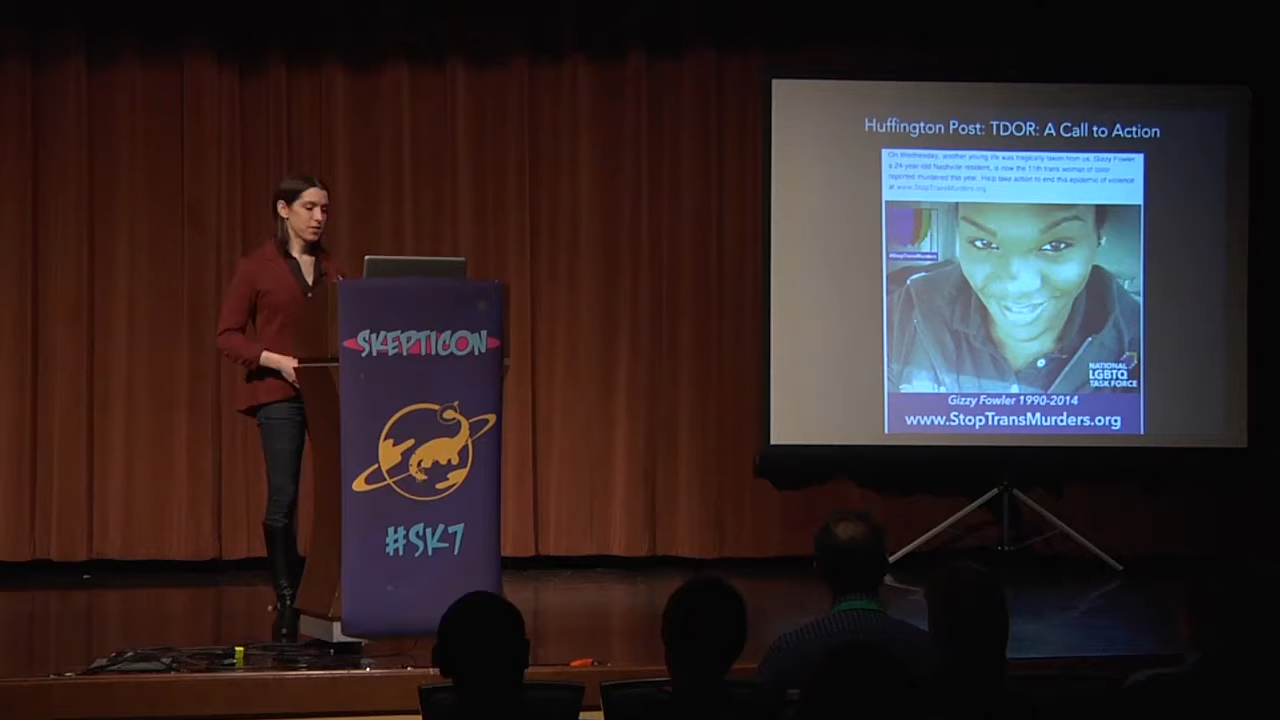 Huffington Post: TDOR: A Call to Action
On Wednesday, another young life was tragically taken from us. Gizzy Fowler,
a 24-year-old Nashville resident, is now the 11th trans woman of color
reported murdered this year. Help take action to end this epidemic of violence
at www.StopTransMurders.org
#StopTransMurders
NATIONAL
LGBTQ
TASK FORCE
Gizzy Fowler 1990-2014
www.StopTransMurders.org
SKEPTICON
#SK7